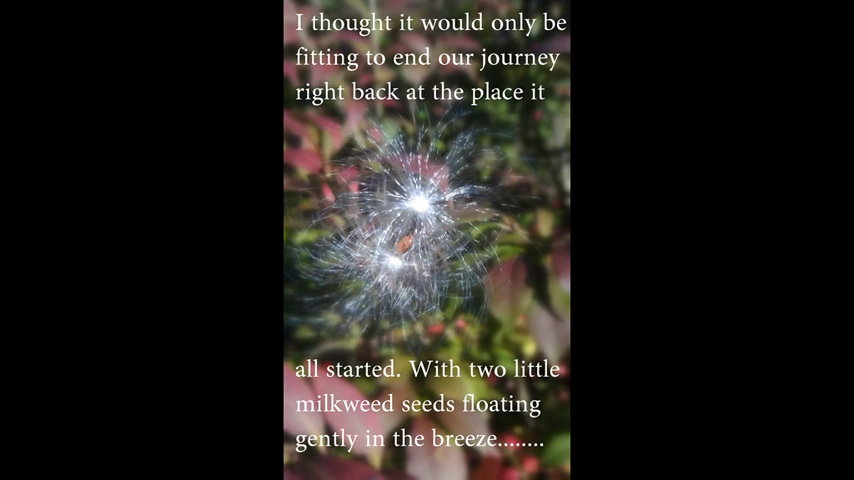 I thought it would only be
fitting to end our journey
right back at the place it
all started. With two little
milkweed seeds floating
gently in the breeze........